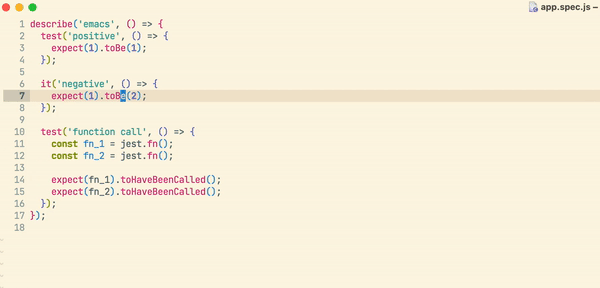 app.spec.js –
1 describe('emacs', () => {
2   test('positive', () => {
3     expect(1).toBe(1);
4   });
5
6   it('negative', () => {
7     expect(1).toBe(2);
8   });
9
10   test('function call', () => {
11     const fn_1 = jest.fn();
12     const fn_2 = jest.fn();
13
14     expect(fn_1).toHaveBeenCalled();
15     expect(fn_2).toHaveBeenCalled();
16   });
17 });
18